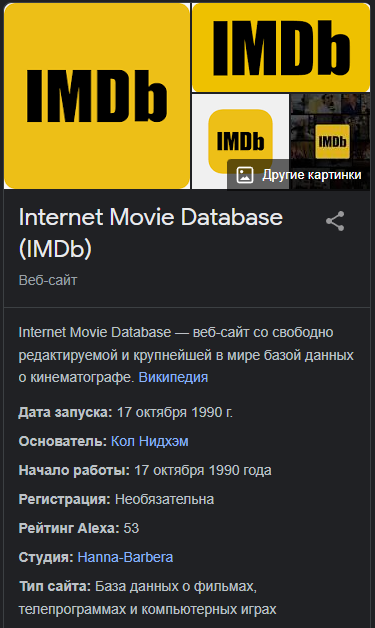 IMDb
IMDb
IMDb
IMDb
Другие картинки
Internet Movie Database
(IMDb)
Веб-сайт
Internet Movie Database — веб-сайт со свободно
редактируемой и крупнейшей в мире базой данных
о кинематографе. Википедия
Дата запуска: 17 октября 1990 г.
Основатель: Кол Нидхэм
Начало работы: 17 октября 1990 года
Регистрация: Необязательна
Рейтинг Alexa: 53
Студия: Hanna-Barbera
Тип сайта: База данных о фильмах,
телепрограммах и компьютерных играх